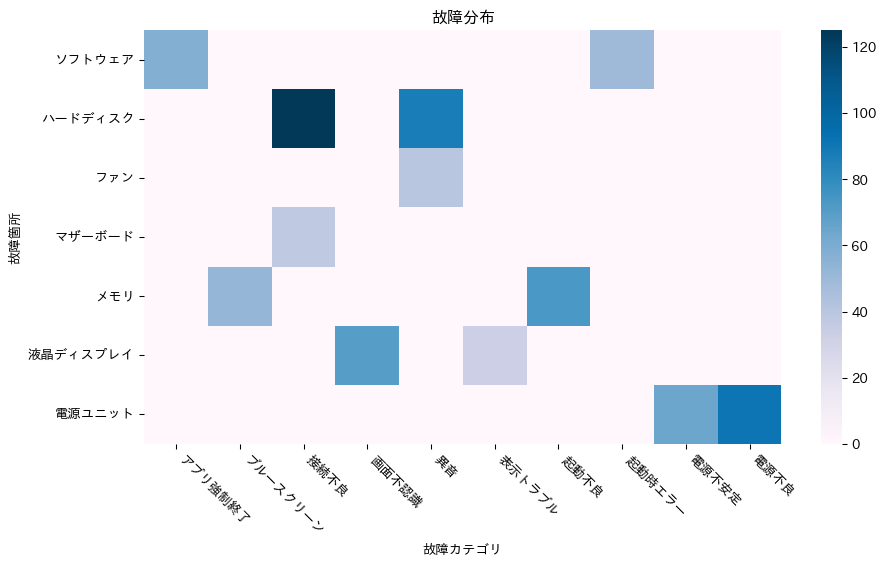 故障分布
故障箇所
ソフトウェア
ハードディスク
ファン
マザーボード
メモリ
液晶ディスプレイ
電源ユニット
アプリ強制終了
ブルースクリーン
接続不良
画面不認識
異音
表示トラブル
起動不良
起動時エラー
電源不安定
電源不良
故障カテゴリ
120
100
80
60
40
20
0